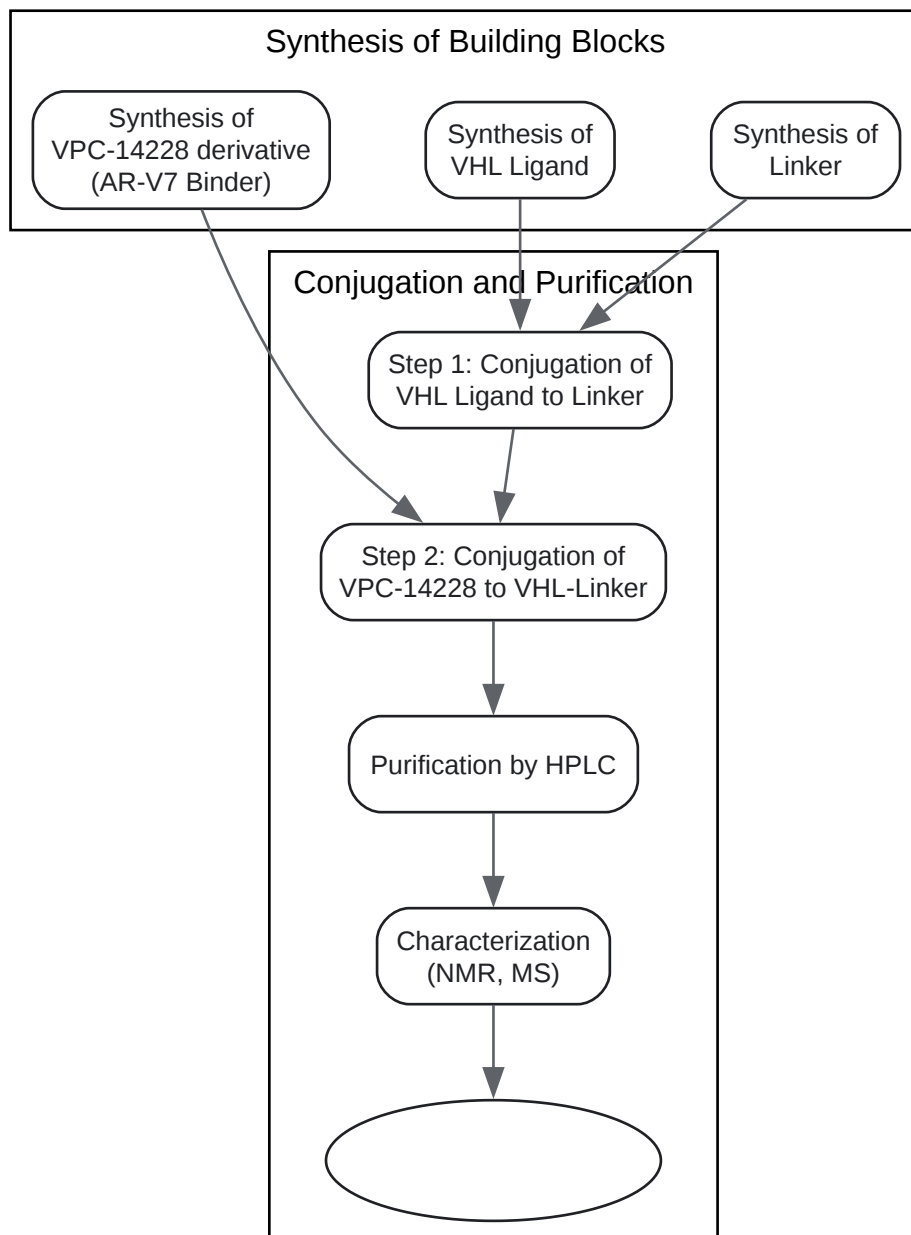 Synthesis of Building Blocks
Synthesis of
VPC-14228 derivative
(AR-V7 Binder)
Synthesis of
VHL Ligand
Synthesis of
Linker
Conjugation and Purification
Step 1: Conjugation of
VHL Ligand to Linker
Step 2: Conjugation of
VPC-14228 to VHL-Linker
Purification by HPLC
Characterization
(NMR, MS)